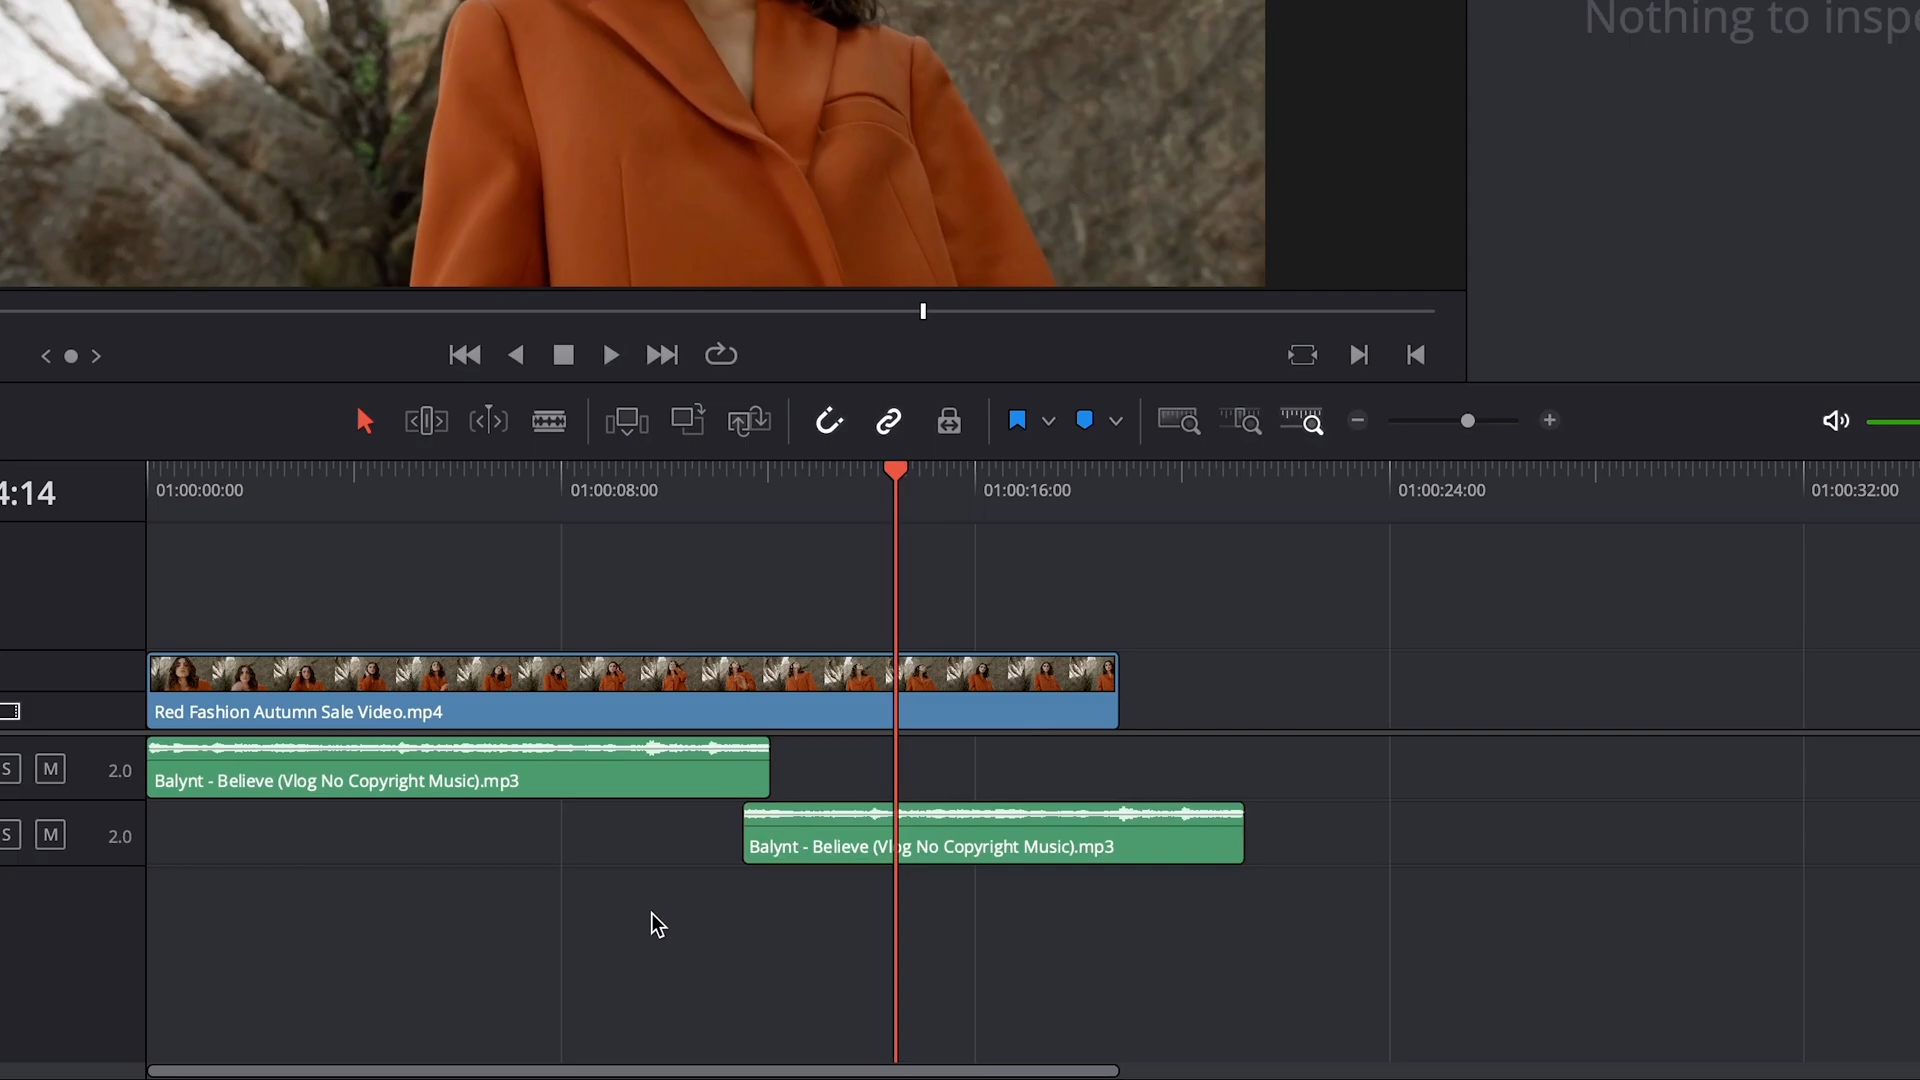 Nothing to inspe
4:14
01:00:00:00
01:00:08:00
01:00:16:00
01:00:24:00
01:00:32:00
Red Fashion Autumn Sale Video.mp4
S M 2.0
Balynt - Believe (Vlog No Copyright Music).mp3
S M 2.0
Balynt - Believe (Vlog No Copyright Music).mp3